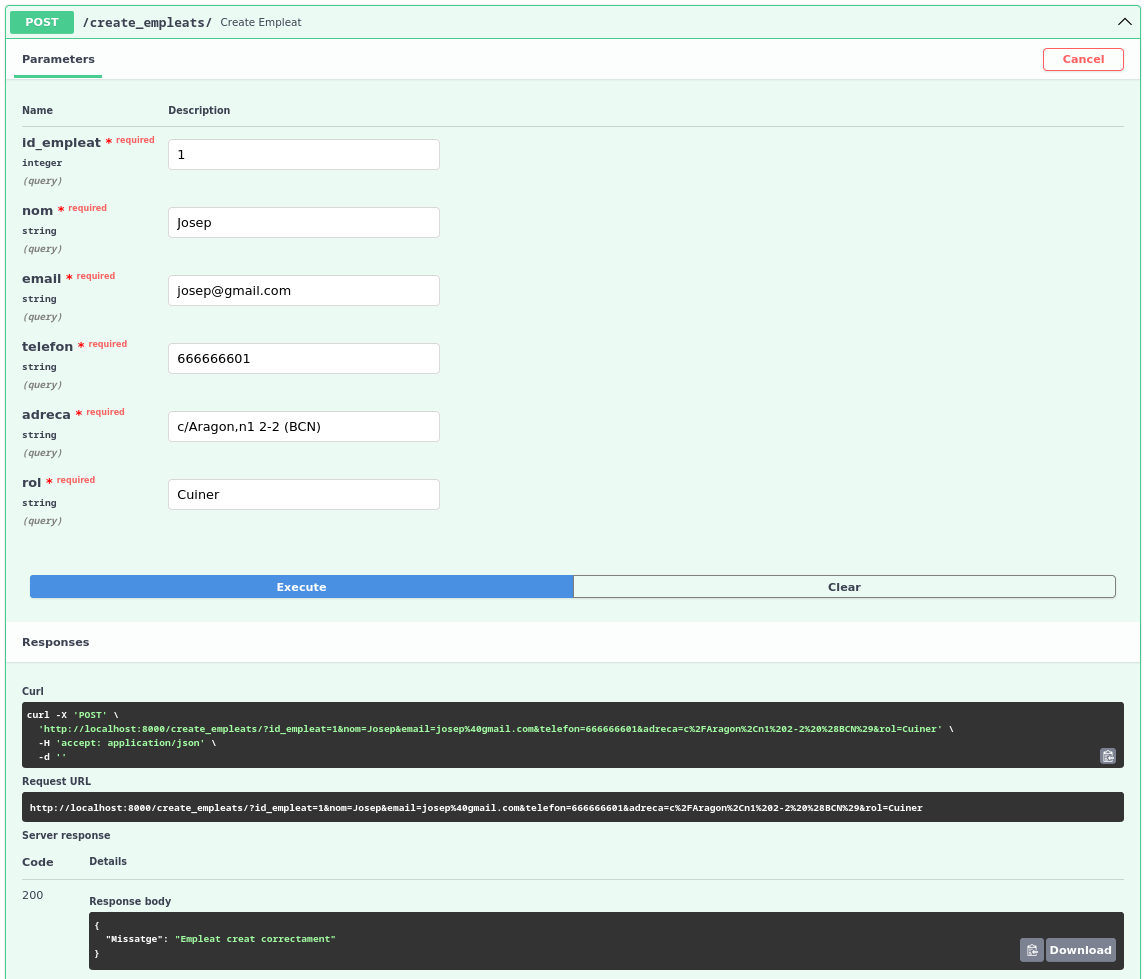 POST /create_empleats/ Create Empleat
Parameters Cancel
Name Description
id_empleat * required 1
integer
(query)
nom * required Josep
string
(query)
email * required josep@gmail.com
string
(query)
telefon * required 666666601
string
(query)
adreca * required c/Aragon,n1 2-2 (BCN)
string
(query)
rol * required Cuiner
string
(query)
Execute Clear
Responses
Curl
curl -X 'POST' \
'http://localhost:8000/create_empleats/?id_empleat=1&nom=Josep&email=josep%40gmail.com&telefon=666666601&adreca=c%2FAragon%2Cn1%202-2%20%28BCN%29&rol=Cuiner' \
-H 'accept: application/json' \
-d ''
Request URL
http://localhost:8000/create_empleats/?id_empleat=1&nom=Josep&email=josep%40gmail.com&telefon=666666601&adreca=c%2FAragon%2Cn1%202-2%20%28BCN%29&rol=Cuiner
Server response
Code Details
200
Response body
{
"Missatge": "Empleat creat correctament"
}
Download